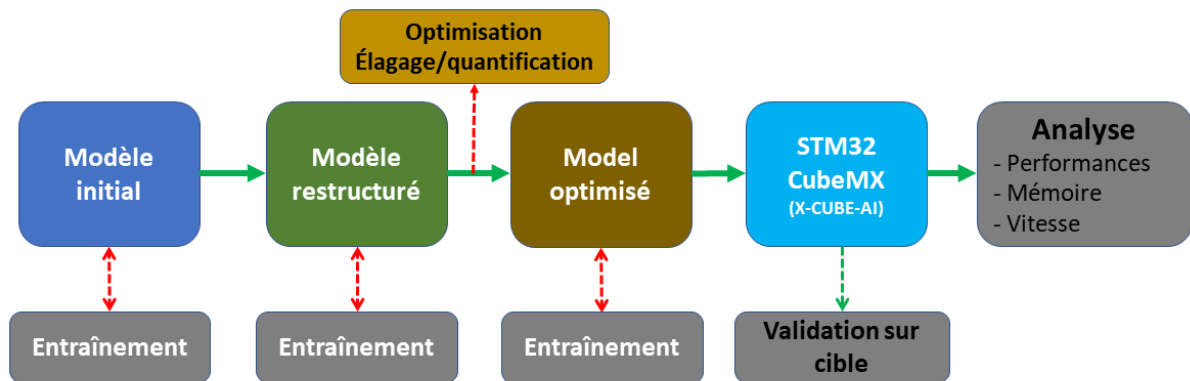 Optimisation
Élagage/quantification
Modèle
initial
Modèle
restructuré
Model
optimisé
STM32
CubeMX
(X-CUBE-AI)
Analyse
- Performances
- Mémoire
- Vitesse
Entraînement
Entraînement
Entraînement
Validation sur
cible